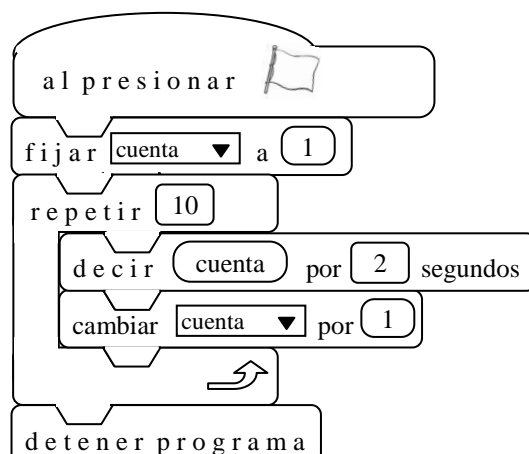 al presionar
fijar cuenta a 1
repetir 10
decir cuenta por 2 segundos
cambiar cuenta por 1
detener programa